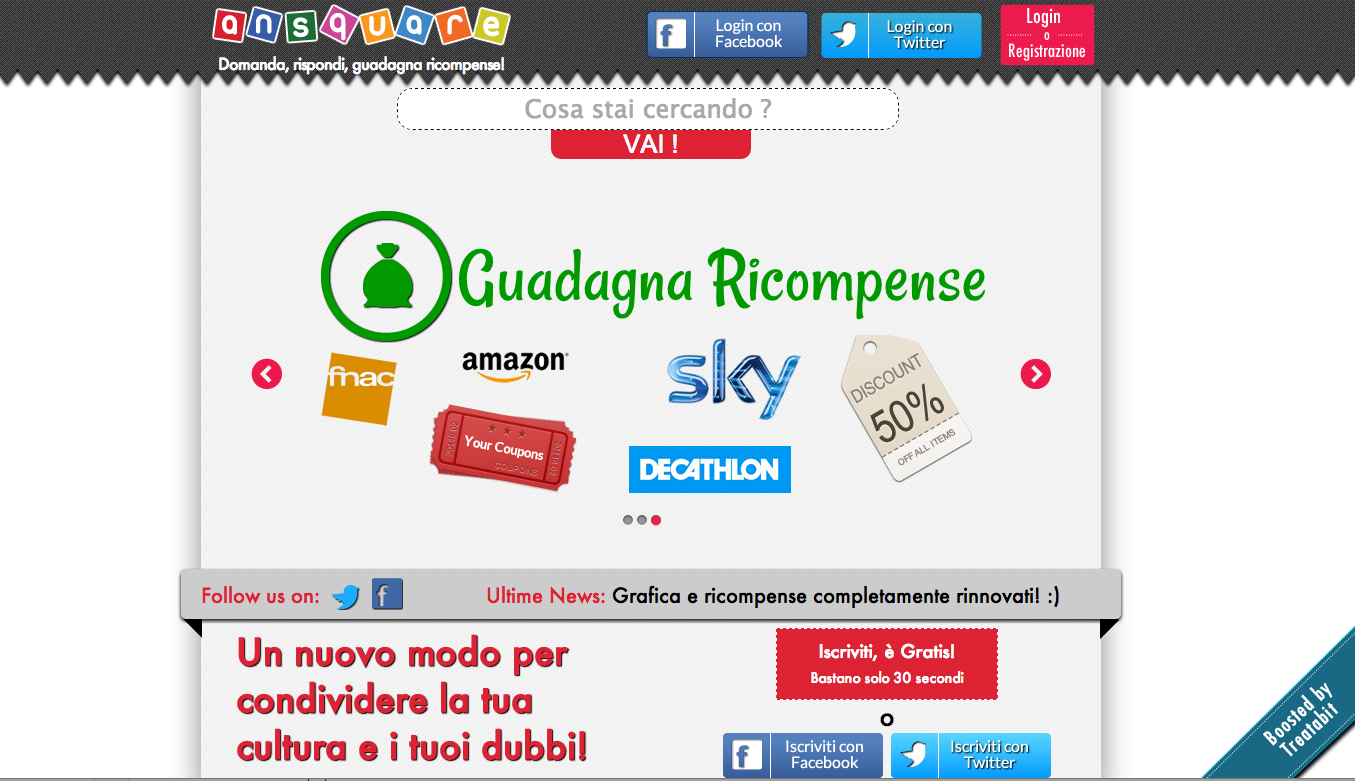 ansquare
Domanda, rispondi, guadagna ricompense!
Login con
Facebook
Login con
Twitter
Login
o
Registrazione
Cosa stai cercando ?
VAI !
Guadagna Ricompense
fnac
amazon
sky
DISCOUNT
50%
OFF ALL ITEMS
Your Coupons
COUPONS
DECATHLON
Follow us on:
Ultime News: Grafica e ricompense completamente rinnovati! :)
Un nuovo modo per
condividere la tua
cultura e i tuoi dubbi!
Iscriviti, è Gratis!
Bastano solo 30 secondi
o
Iscriviti con
Facebook
Iscriviti con
Twitter
Boosted by
Treatabit